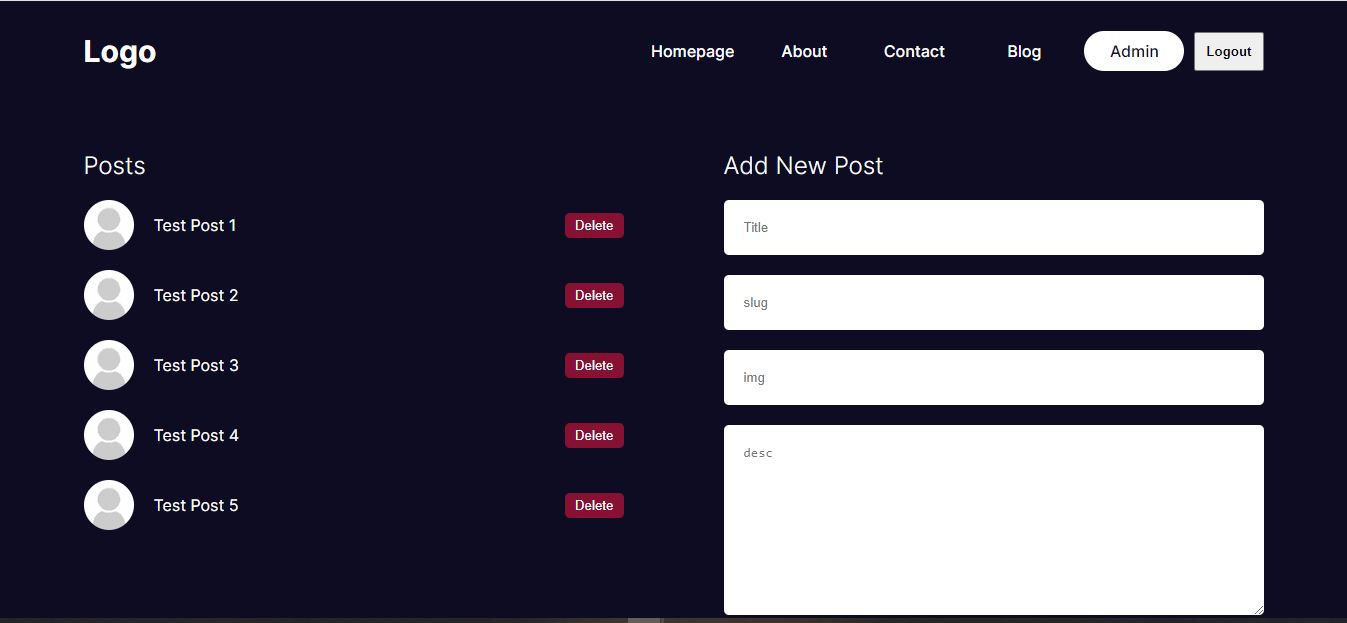 Logo
Homepage About Contact Blog Admin Logout
Posts
Test Post 1 Delete
Test Post 2 Delete
Test Post 3 Delete
Test Post 4 Delete
Test Post 5 Delete
Add New Post
Title
slug
img
desc